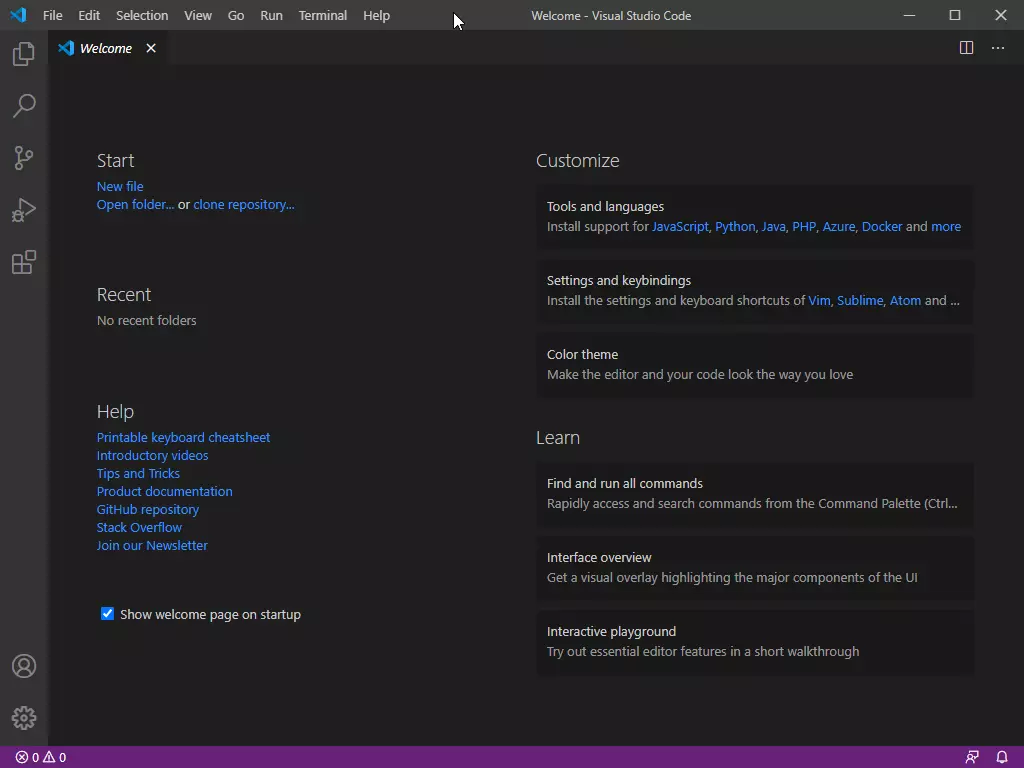 File Edit Selection View Go Run Terminal Help Welcome - Visual Studio Code
Welcome
Start
New file
Open folder... or clone repository...
Recent
No recent folders
Help
Printable keyboard cheatsheet
Introductory videos
Tips and Tricks
Product documentation
GitHub repository
Stack Overflow
Join our Newsletter
Show welcome page on startup
Customize
Tools and languages
Install support for JavaScript, Python, Java, PHP, Azure, Docker and more
Settings and keybindings
Install the settings and keyboard shortcuts of Vim, Sublime, Atom and ...
Color theme
Make the editor and your code look the way you love
Learn
Find and run all commands
Rapidly access and search commands from the Command Palette (Ctrl...
Interface overview
Get a visual overlay highlighting the major components of the UI
Interactive playground
Try out essential editor features in a short walkthrough
0 0